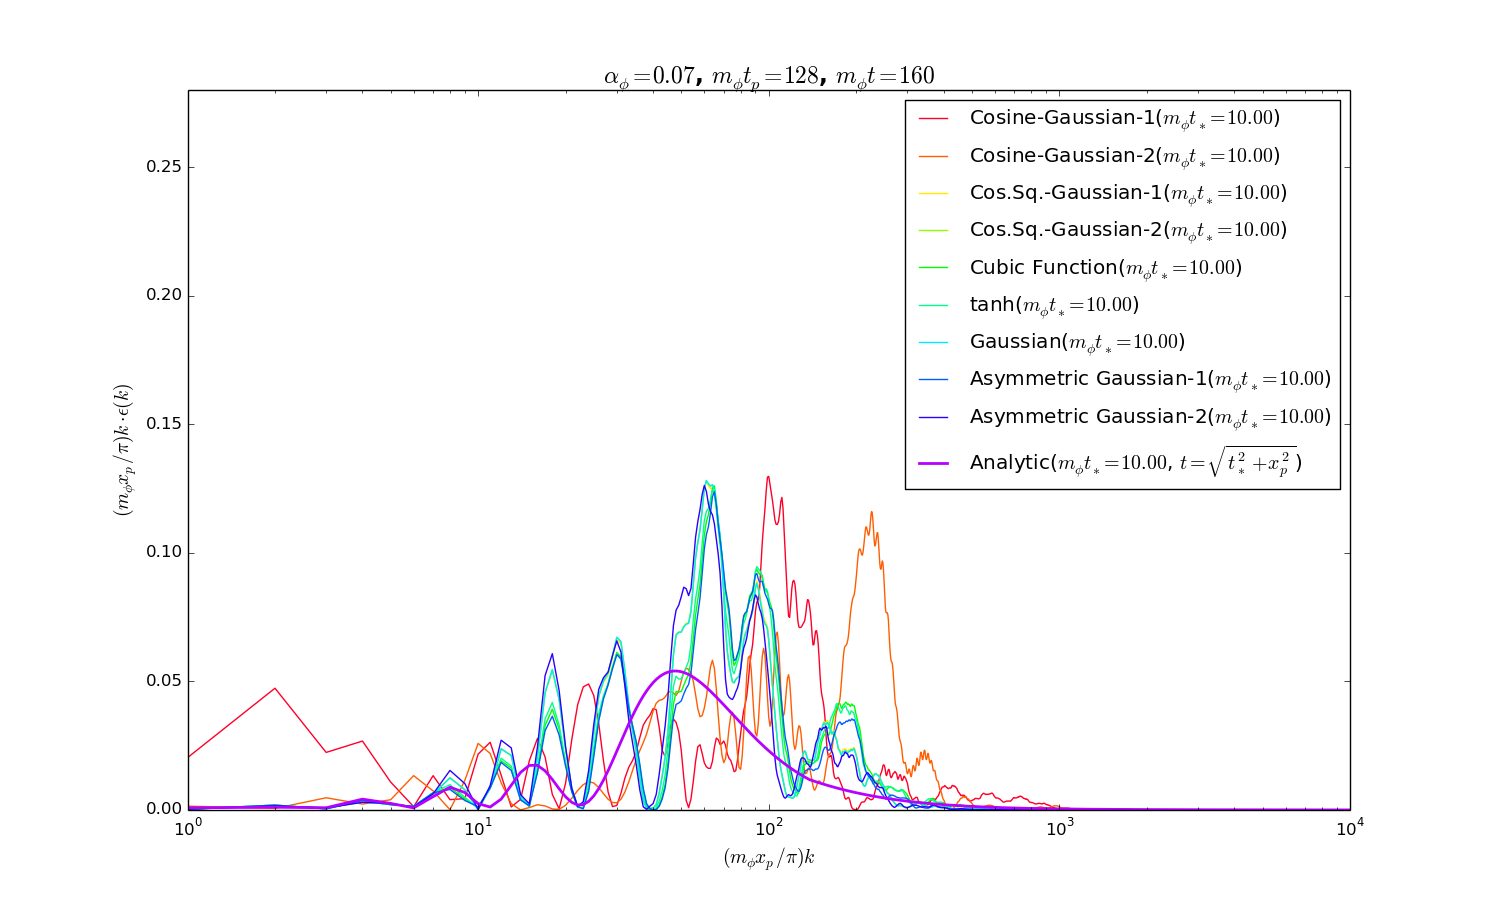 α_ϕ=0.07, m_ϕt_p=128, m_ϕt=160
Cosine-Gaussian-1(m_ϕt_*=10.00)
Cosine-Gaussian-2(m_ϕt_*=10.00)
Cos.Sq.-Gaussian-1(m_ϕt_*=10.00)
Cos.Sq.-Gaussian-2(m_ϕt_*=10.00)
Cubic Function(m_ϕt_*=10.00)
tanh(m_ϕt_*=10.00)
Gaussian(m_ϕt_*=10.00)
Asymmetric Gaussian-1(m_ϕt_*=10.00)
Asymmetric Gaussian-2(m_ϕt_*=10.00)
Analytic(m_ϕt_*=10.00, t=√(t_*^2+x_p^2))
0.25
0.20
0.15
0.10
0.05
0.00
(m_ϕx_p/π)k·ϵ(k)
10^0 10^1 10^2 10^3 10^4
(m_ϕx_p/π)k